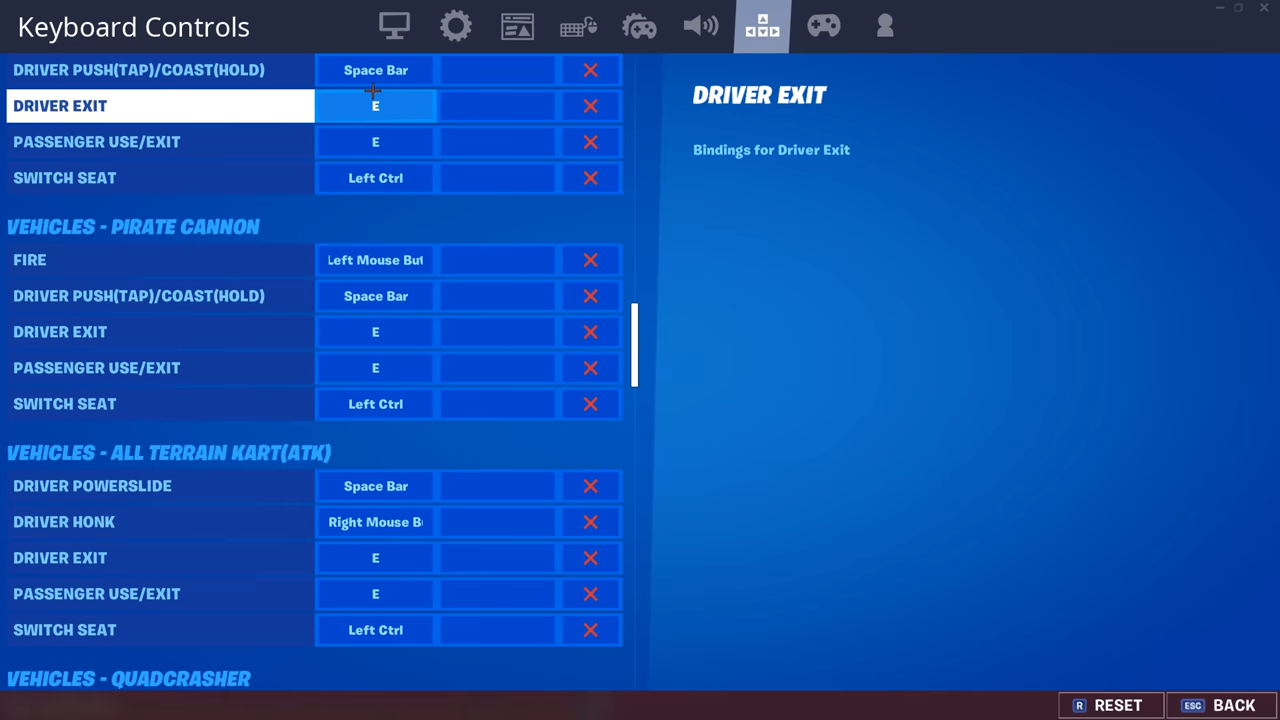 Keyboard Controls
DRIVER PUSH(TAP)/COAST(HOLD) Space Bar
DRIVER EXIT E
PASSENGER USE/EXIT E
SWITCH SEAT Left Ctrl
VEHICLES - PIRATE CANNON
FIRE Left Mouse But
DRIVER PUSH(TAP)/COAST(HOLD) Space Bar
DRIVER EXIT E
PASSENGER USE/EXIT E
SWITCH SEAT Left Ctrl
VEHICLES - ALL TERRAIN KART(ATK)
DRIVER POWERSLIDE Space Bar
DRIVER HONK Right Mouse B
DRIVER EXIT E
PASSENGER USE/EXIT E
SWITCH SEAT Left Ctrl
VEHICLES - QUADCRASHER
DRIVER EXIT
Bindings for Driver Exit
R RESET ESC BACK